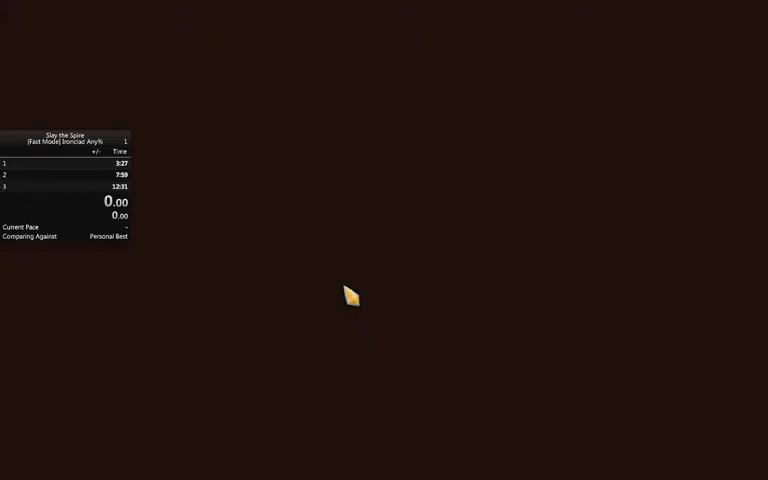 Slay the Spire
[Fast Mode] Ironclad Any% 1
+/- Time
1 3:27
2 7:59
3 12:31
0.00
0.00
Current Pace -
Comparing Against Personal Best